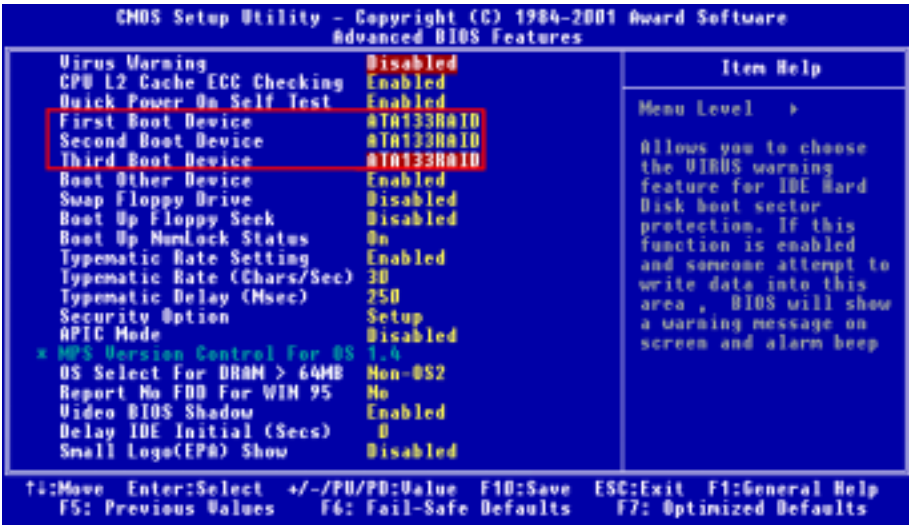 CMOS Setup Utility - Copyright (C) 1984-2001 Award Software
Advanced BIOS Features
Virus Warning Disabled
CPU L2 Cache ECC Checking Enabled
Quick Power On Self Test Enabled
First Boot Device ATA133RAID
Second Boot Device ATA133RAID
Third Boot Device ATA133RAID
Boot Other Device Enabled
Swap Floppy Drive Disabled
Boot Up Floppy Seek Disabled
Boot Up NumLock Status On
Typematic Rate Setting Enabled
Typematic Rate (Chars/Sec) 30
Typematic Delay (Msec) 250
Security Option Setup
APIC Mode Disabled
x MPS Version Control For OS 1.4
OS Select For DRAM > 64MB Non-OS2
Report No FDD For WIN 95 No
Video BIOS Shadow Enabled
Delay IDE Initial (Secs) 0
Small Logo(EPA) Show Disabled
Item Help
Menu Level ▸
Allows you to choose
the VIRUS warning
feature for IDE Hard
Disk boot sector
protection. If this
function is enabled
and someone attempt to
write data into this
area , BIOS will show
a warning message on
screen and alarm beep
↑↓:Move Enter:Select +/-/PU/PD:Value F10:Save ESC:Exit F1:General Help
F5: Previous Values F6: Fail-Safe Defaults F7: Optimized Defaults